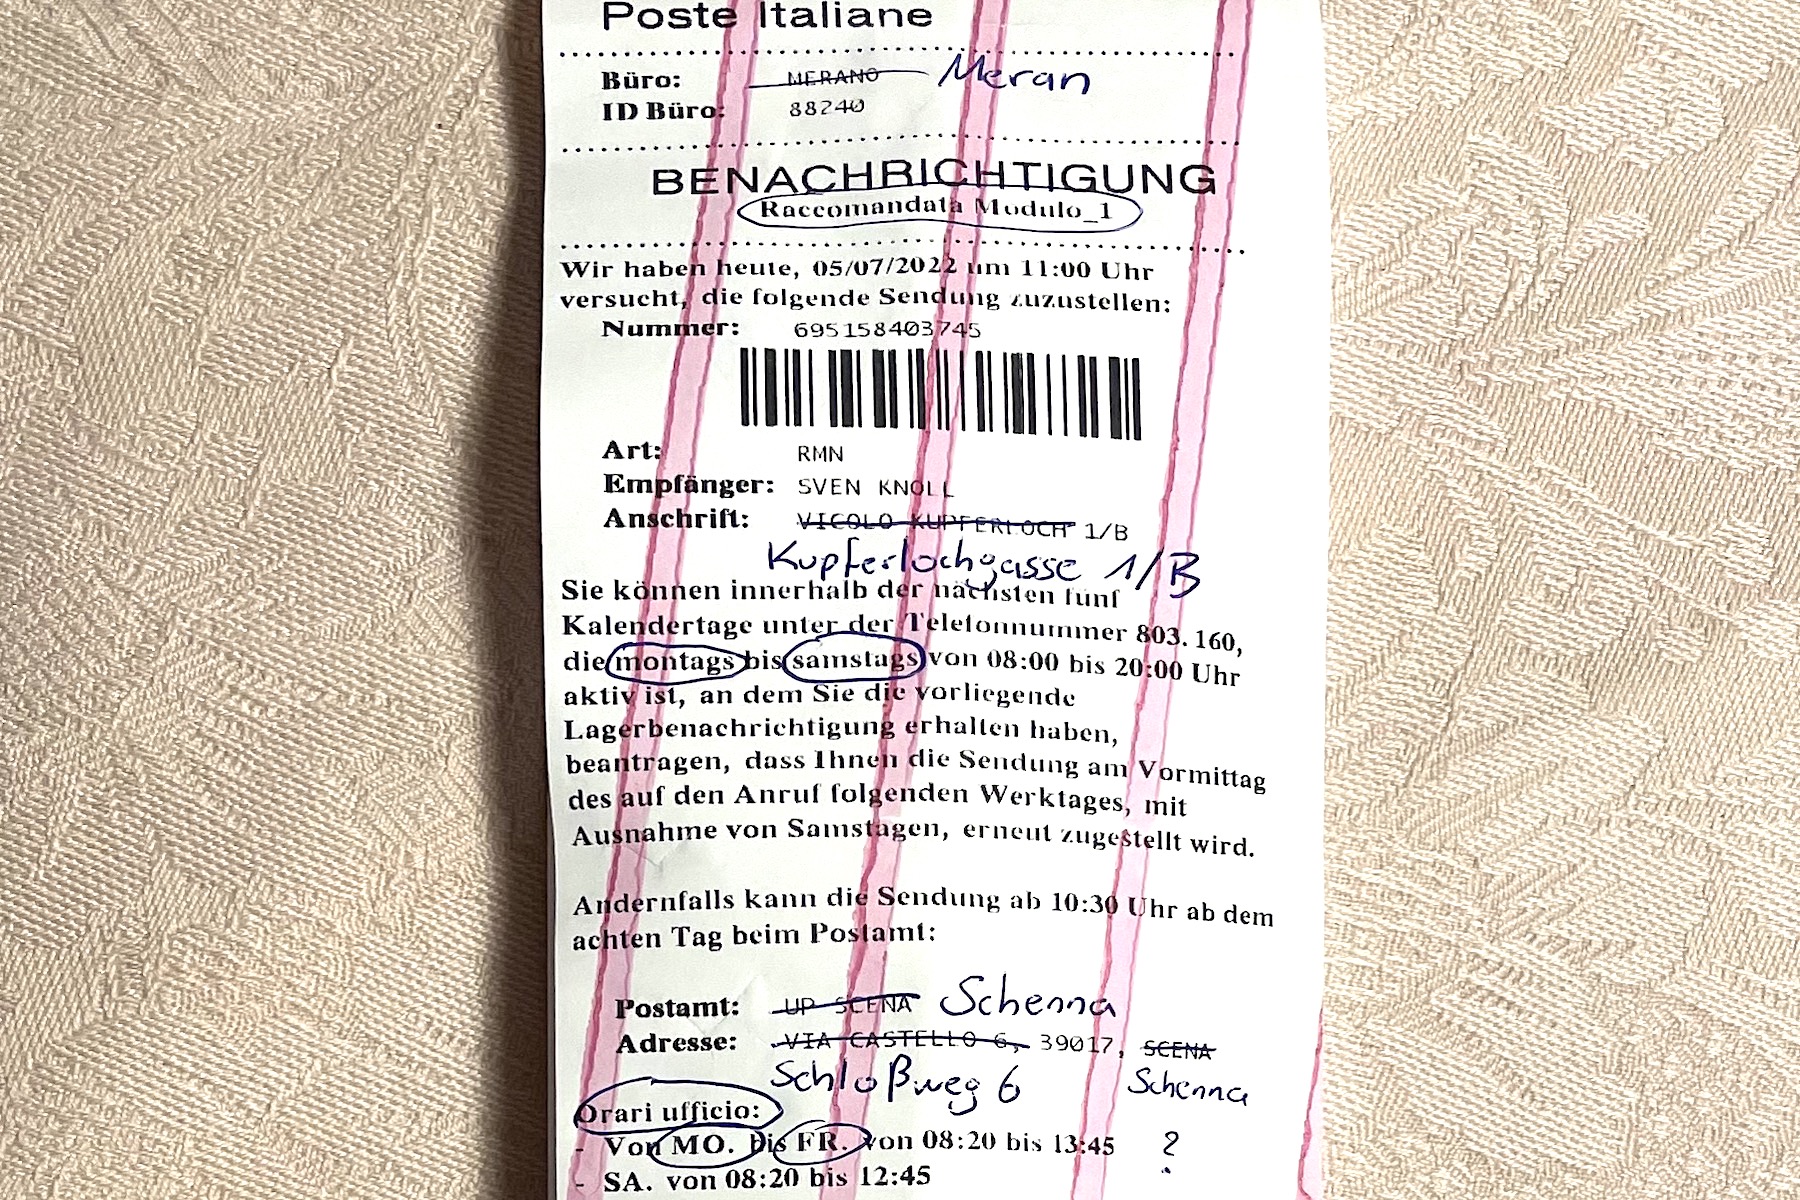 Poste Italiane
Büro: MERANO Meran
ID Büro: 88240
BENACHRICHTIGUNG
Raccomandata Modulo_1
Wir haben heute, 05/07/2022 um 11:00 Uhr
versucht, die folgende Sendung zuzustellen:
Nummer: 695158403745
Art: RMN
Empfänger: SVEN KNOLL
Anschrift: VICOLO KUPFERLOCH 1/B
Kupferlochgasse 1/B
Sie können innerhalb der nächsten fünf
Kalendertage unter der Telefonnummer 803.160,
die montags bis samstags von 08:00 bis 20:00 Uhr
aktiv ist, an dem Sie die vorliegende
Lagerbenachrichtigung erhalten haben,
beantragen, dass Ihnen die Sendung am Vormittag
des auf den Anruf folgenden Werktages, mit
Ausnahme von Samstagen, erneut zugestellt wird.
Andernfalls kann die Sendung ab 10:30 Uhr ab dem
achten Tag beim Postamt:
Postamt: UP SCENA Schenna
Adresse: VIA CASTELLO 6, 39017, SCENA
Schloßweg 6 Schenna
Orari ufficio:
- Von MO. bis FR. von 08:20 bis 13:45 ?
- SA. von 08:20 bis 12:45